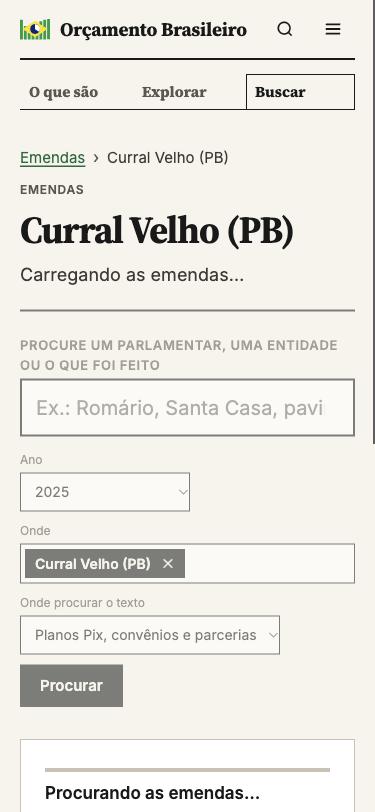 Orçamento Brasileiro
O que são
Explorar
Buscar
Emendas › Curral Velho (PB)
EMENDAS
Curral Velho (PB)
Carregando as emendas...
PROCURE UM PARLAMENTAR, UMA ENTIDADE
OU O QUE FOI FEITO
Ex.: Romário, Santa Casa, pavi
Ano
2025
Onde
Curral Velho (PB) ×
Onde procurar o texto
Planos Pix, convênios e parcerias
Procurar
Procurando as emendas...